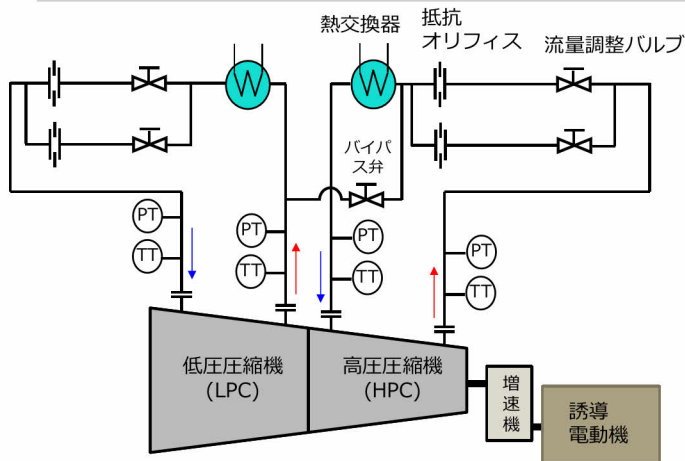 熱交換器
抵抗
オリフィス
流量調整バルブ
バイパ
ス弁
PT
TT
PT
TT
PT
TT
PT
TT
低圧圧縮機
(LPC)
高圧圧縮機
(HPC)
増
速
機
誘導
電動機